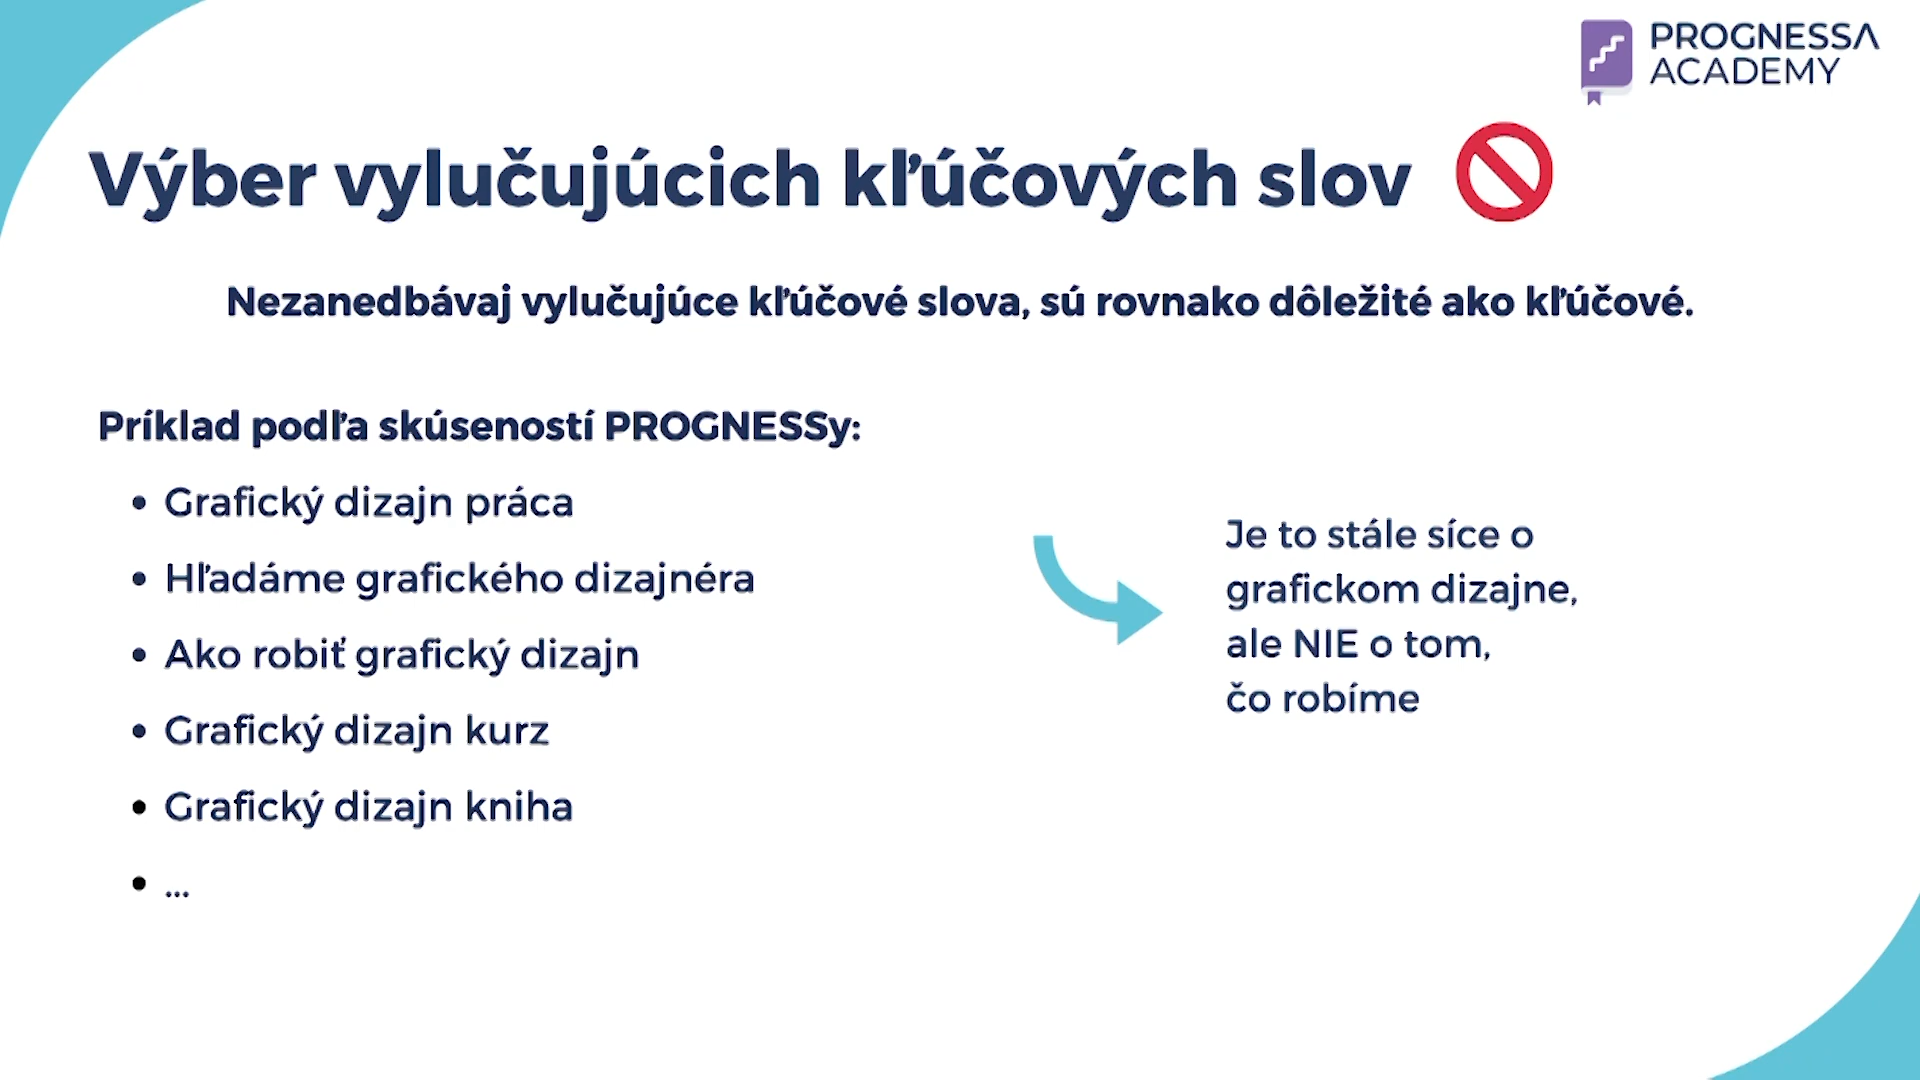 PROGNESSA
ACADEMY
Výber vylučujúcich kľúčových slov
Nezanedbávaj vylučujúce kľúčové slova, sú rovnako dôležité ako kľúčové.
Príklad podľa skúseností PROGNESSy:
• Grafický dizajn práca
• Hľadáme grafického dizajnéra
• Ako robiť grafický dizajn
• Grafický dizajn kurz
• Grafický dizajn kniha
• ...
Je to stále síce o
grafickom dizajne,
ale NIE o tom,
čo robíme